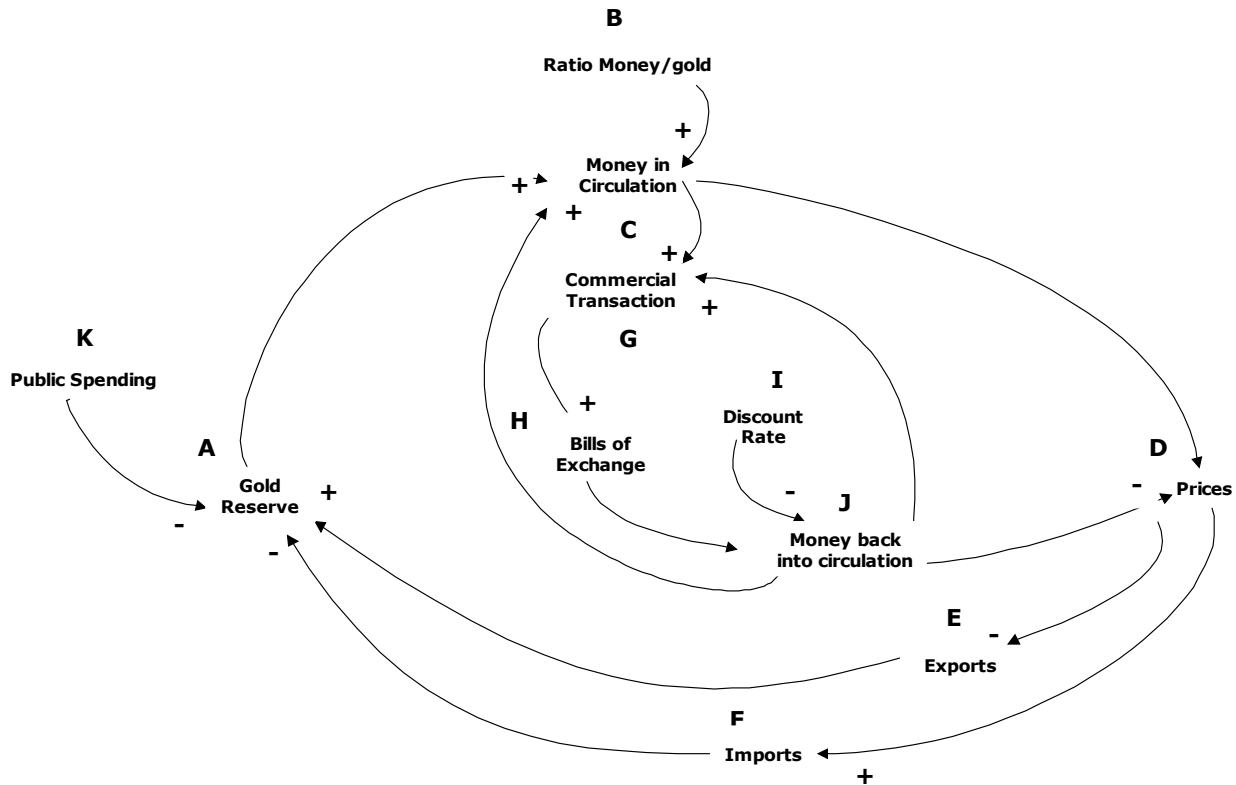 B
Ratio Money/gold
+
Money in
Circulation
+
+
C
+
Commercial
Transaction
+
G
K
Public Spending
I
Discount
Rate
+
H
Bills of
Exchange
A
Gold
Reserve
+
-
-
-
J
Money back
into circulation
D
-
Prices
E
-
Exports
F
Imports
+